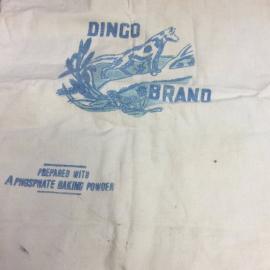 DINGO
BRAND
PREPARED WITH
A PHOSPHATE BAKING POWDER